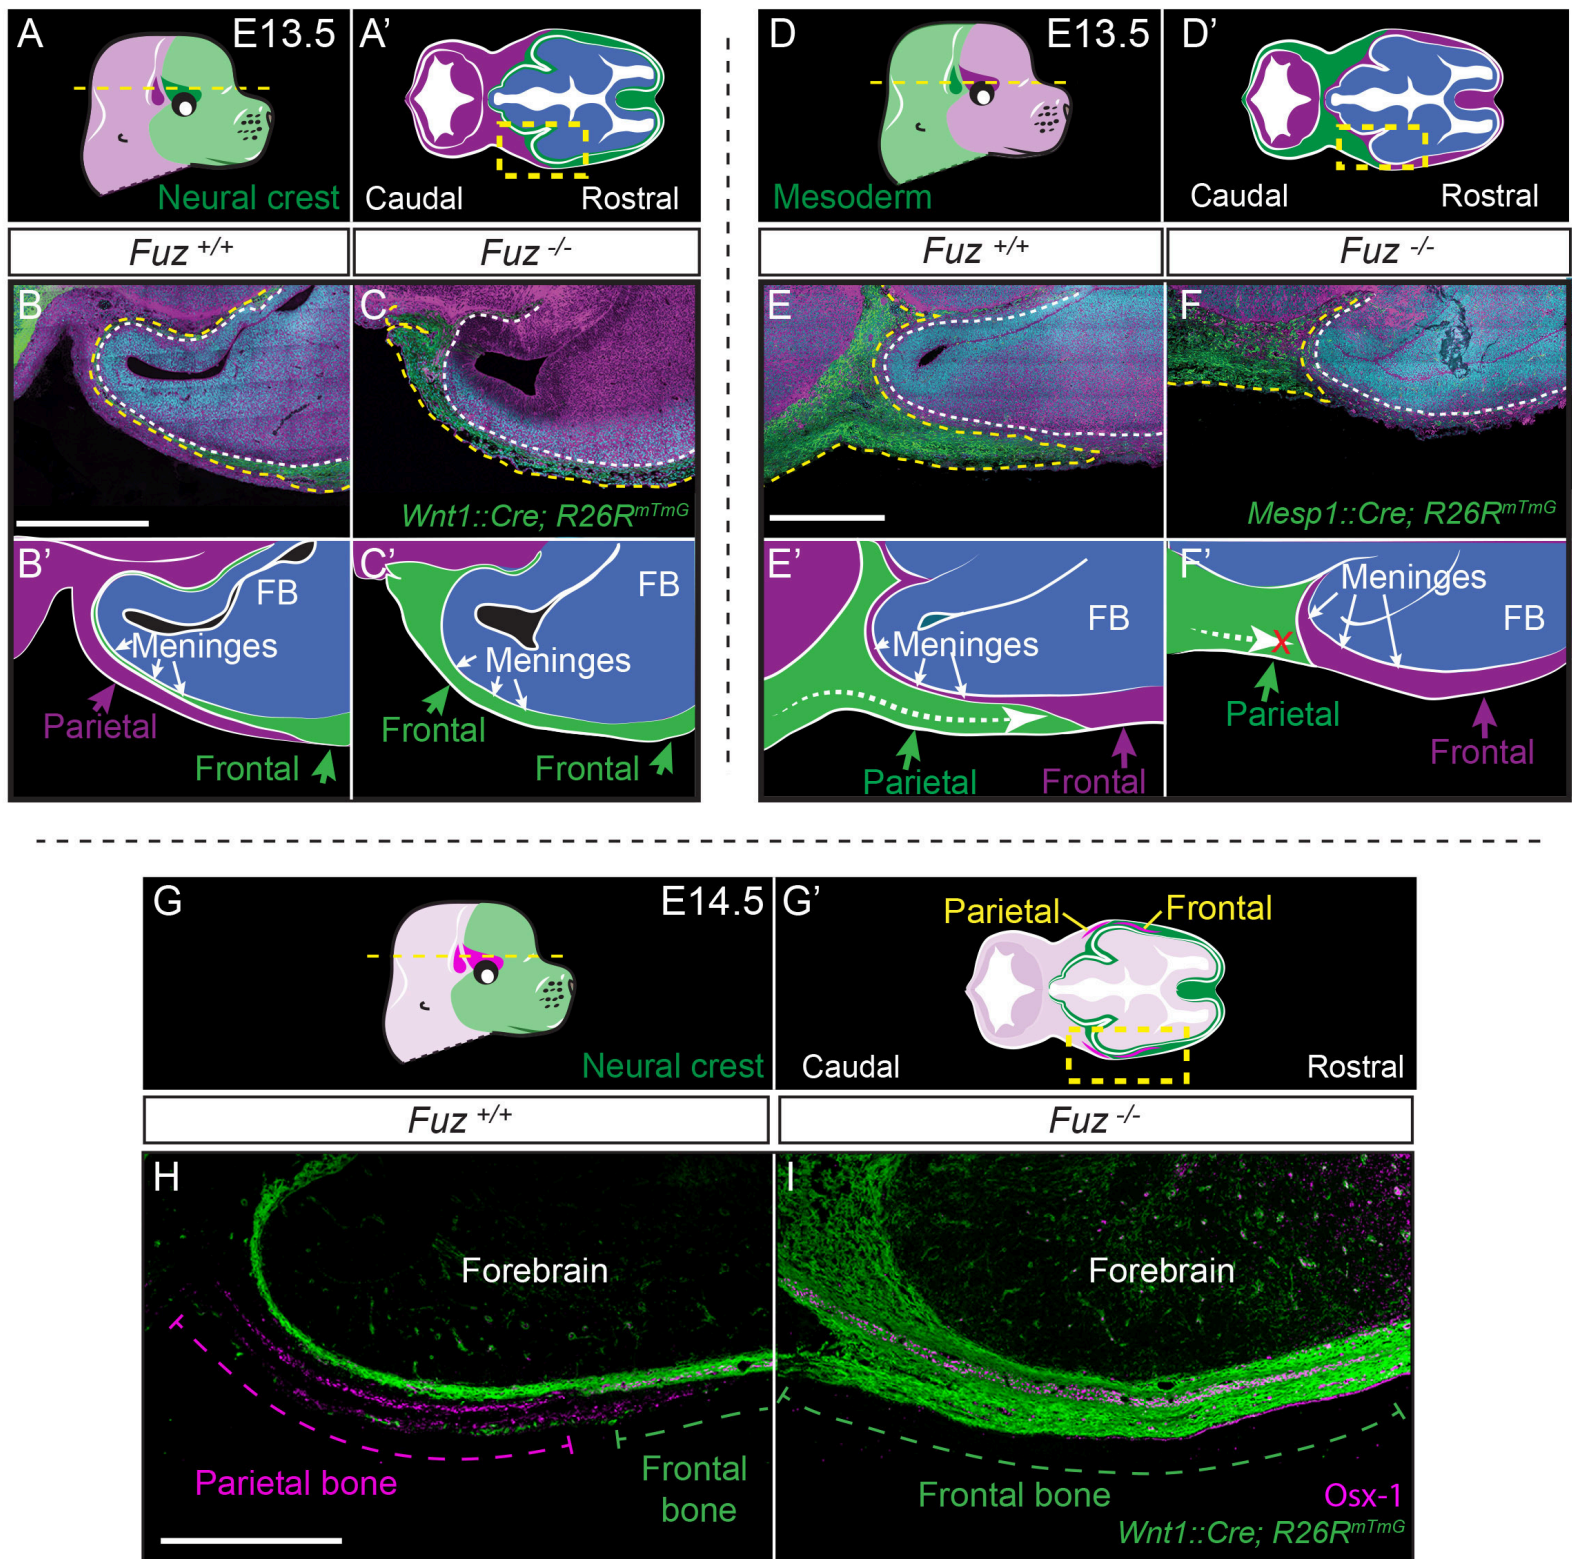 A
E13.5
A'
Neural crest
Caudal
Rostral
D
E13.5
D'
Mesoderm
Caudal
Rostral
Fuz +/+
Fuz -/-
Fuz +/+
Fuz -/-
B
C
Wnt1::Cre; R26RmTmG
E
F
Mesp1::Cre; R26RmTmG
B'
FB
Meninges
Parietal
Frontal
C'
FB
Meninges
Frontal
Frontal
E'
FB
Meninges
Parietal
Frontal
F'
Meninges
FB
X
Parietal
Frontal
G
E14.5
Neural crest
G'
Parietal
Frontal
Caudal
Rostral
Fuz +/+
Fuz -/-
H
Forebrain
Parietal bone
Frontal
bone
I
Forebrain
Frontal bone
Osx-1
Wnt1::Cre; R26RmTmG